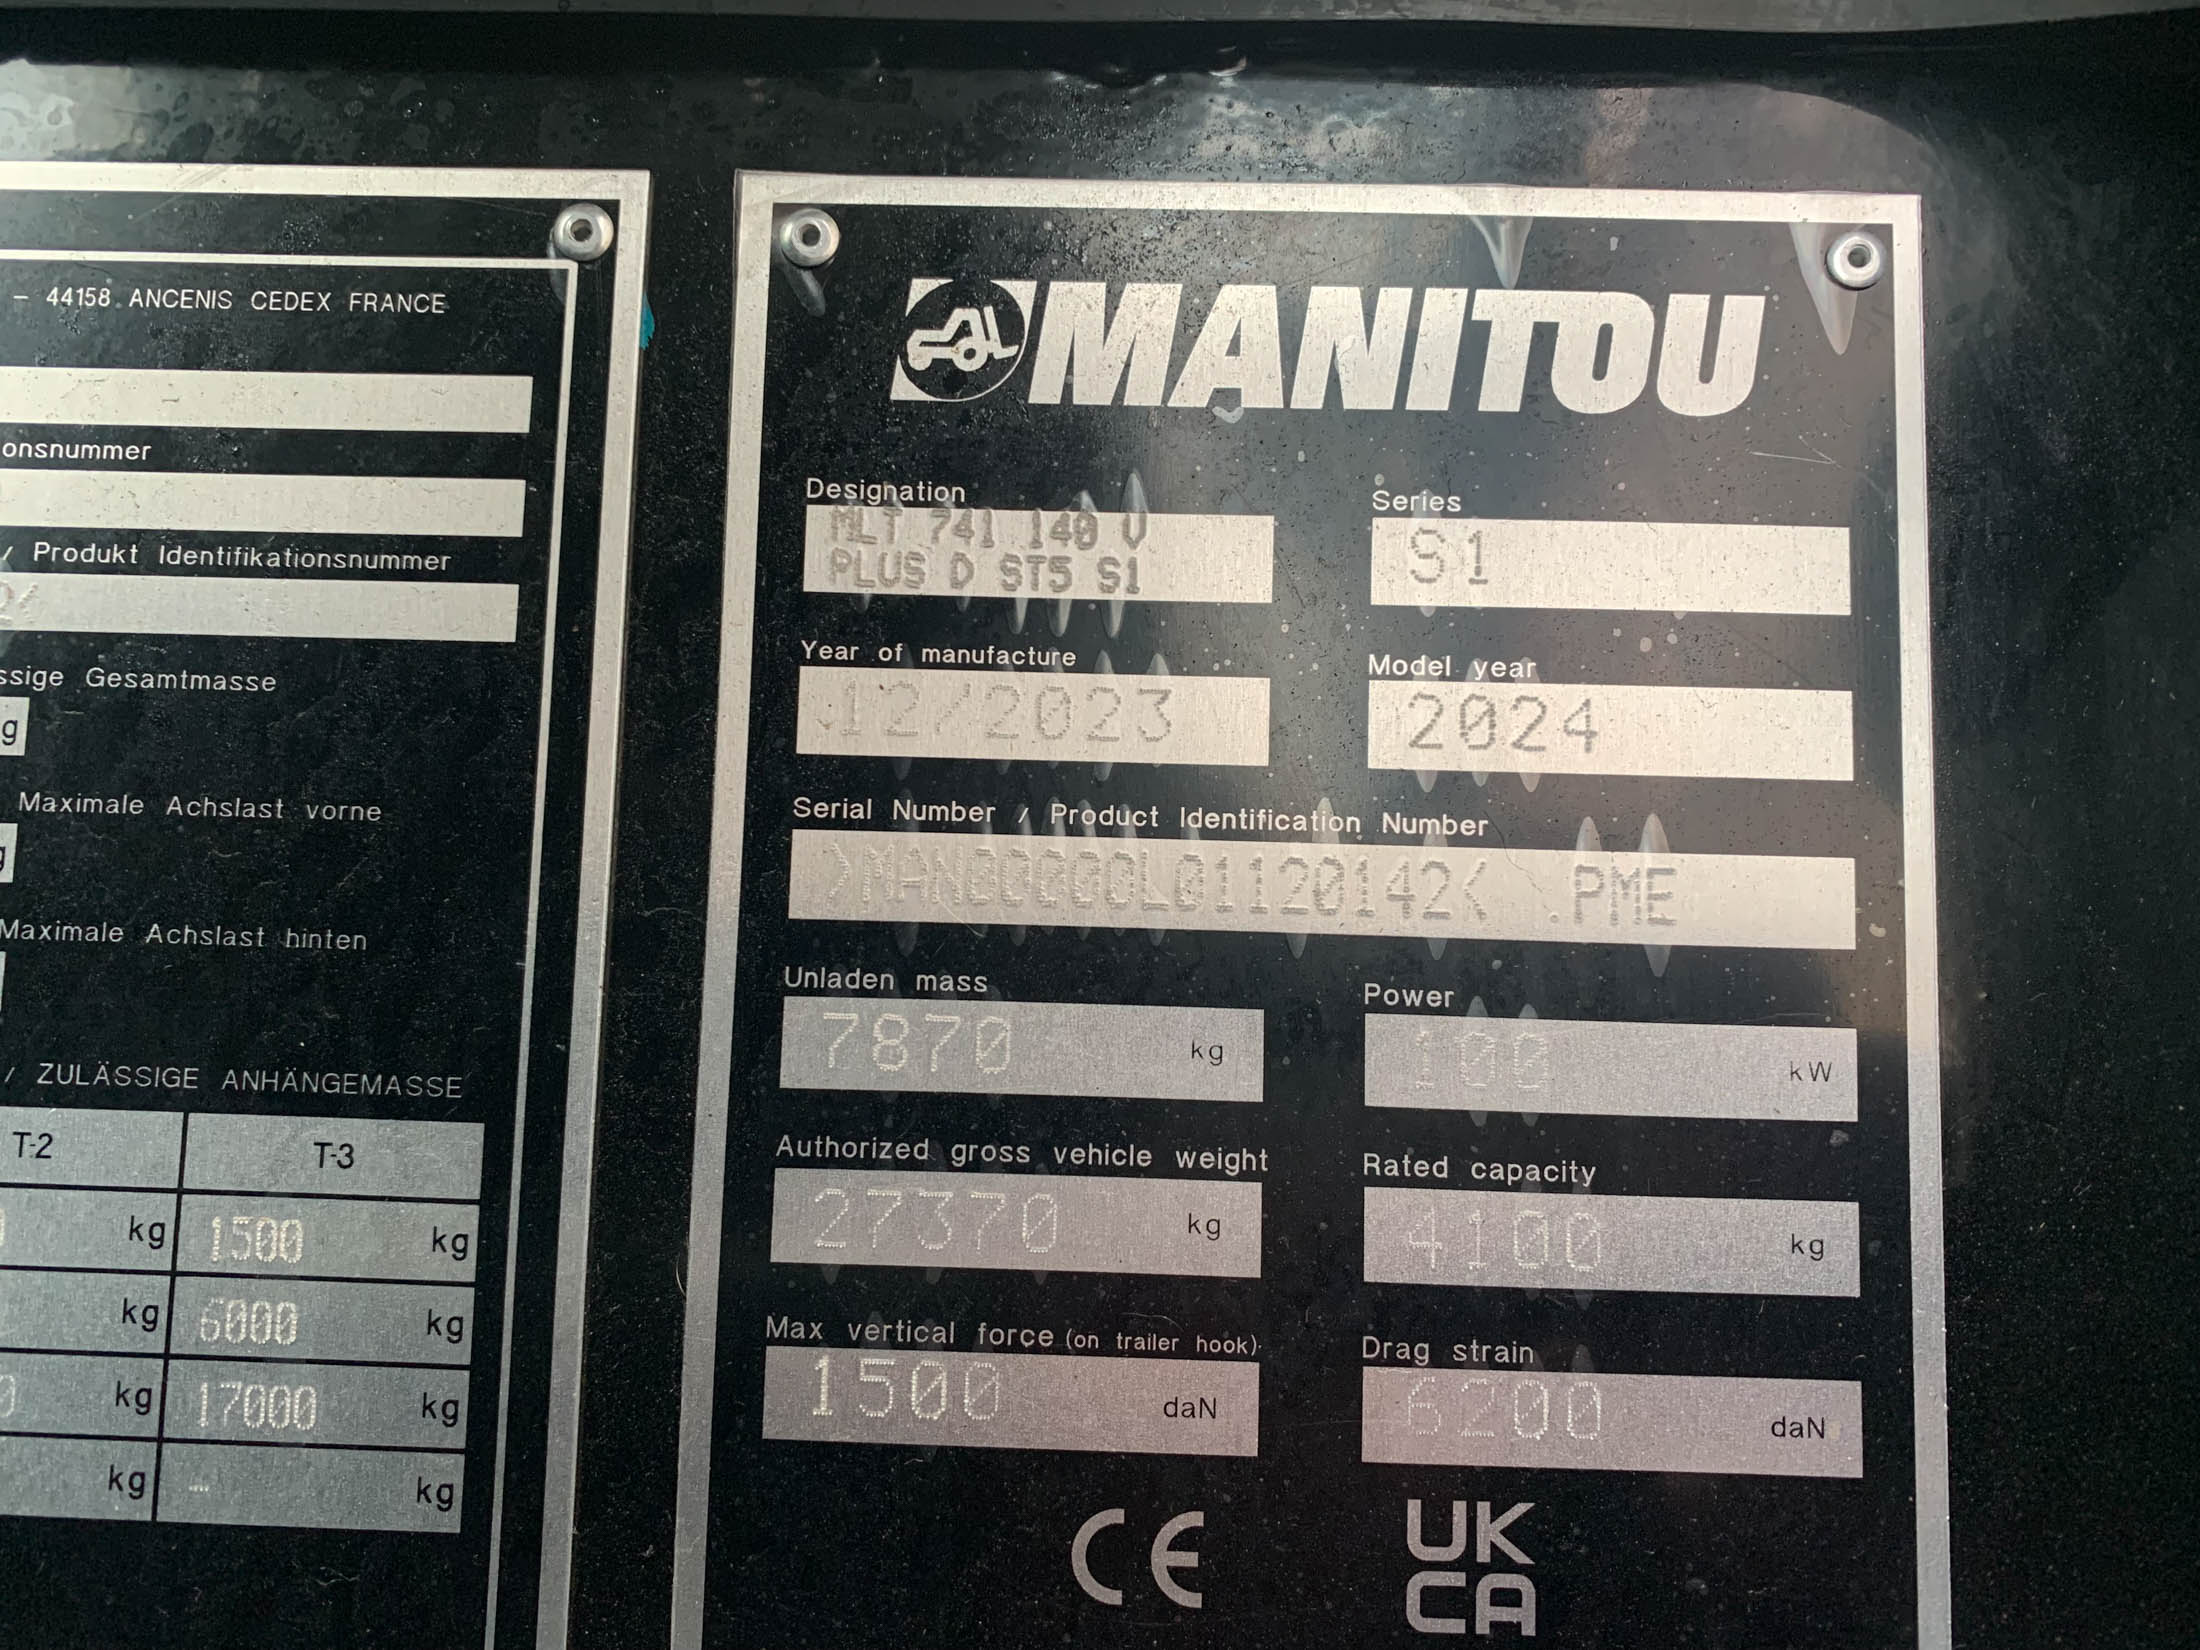 - 44158 ANCENIS CEDEX FRANCE
onsnummer
/ Produkt Identifikationsnummer
ssige Gesamtmasse
g
Maximale Achslast vorne
Maximale Achslast hinten
/ ZULÄSSIGE ANHÄNGEMASSE
T-2 T-3
kg 1500 kg
kg 6000 kg
kg 17000 kg
kg - kg
MANITOU
Designation
MLT 741 140 V
PLUS D ST5 S1
Series
S1
Year of manufacture
12/2023
Model year
2024
Serial Number / Product Identification Number
>MAN00000L01120142< .PME
Unladen mass
7870 kg
Power
100 kW
Authorized gross vehicle weight
27370 kg
Rated capacity
4100 kg
Max vertical force (on trailer hook)
1500 daN
Drag strain
6200 daN
CE
UK
CA